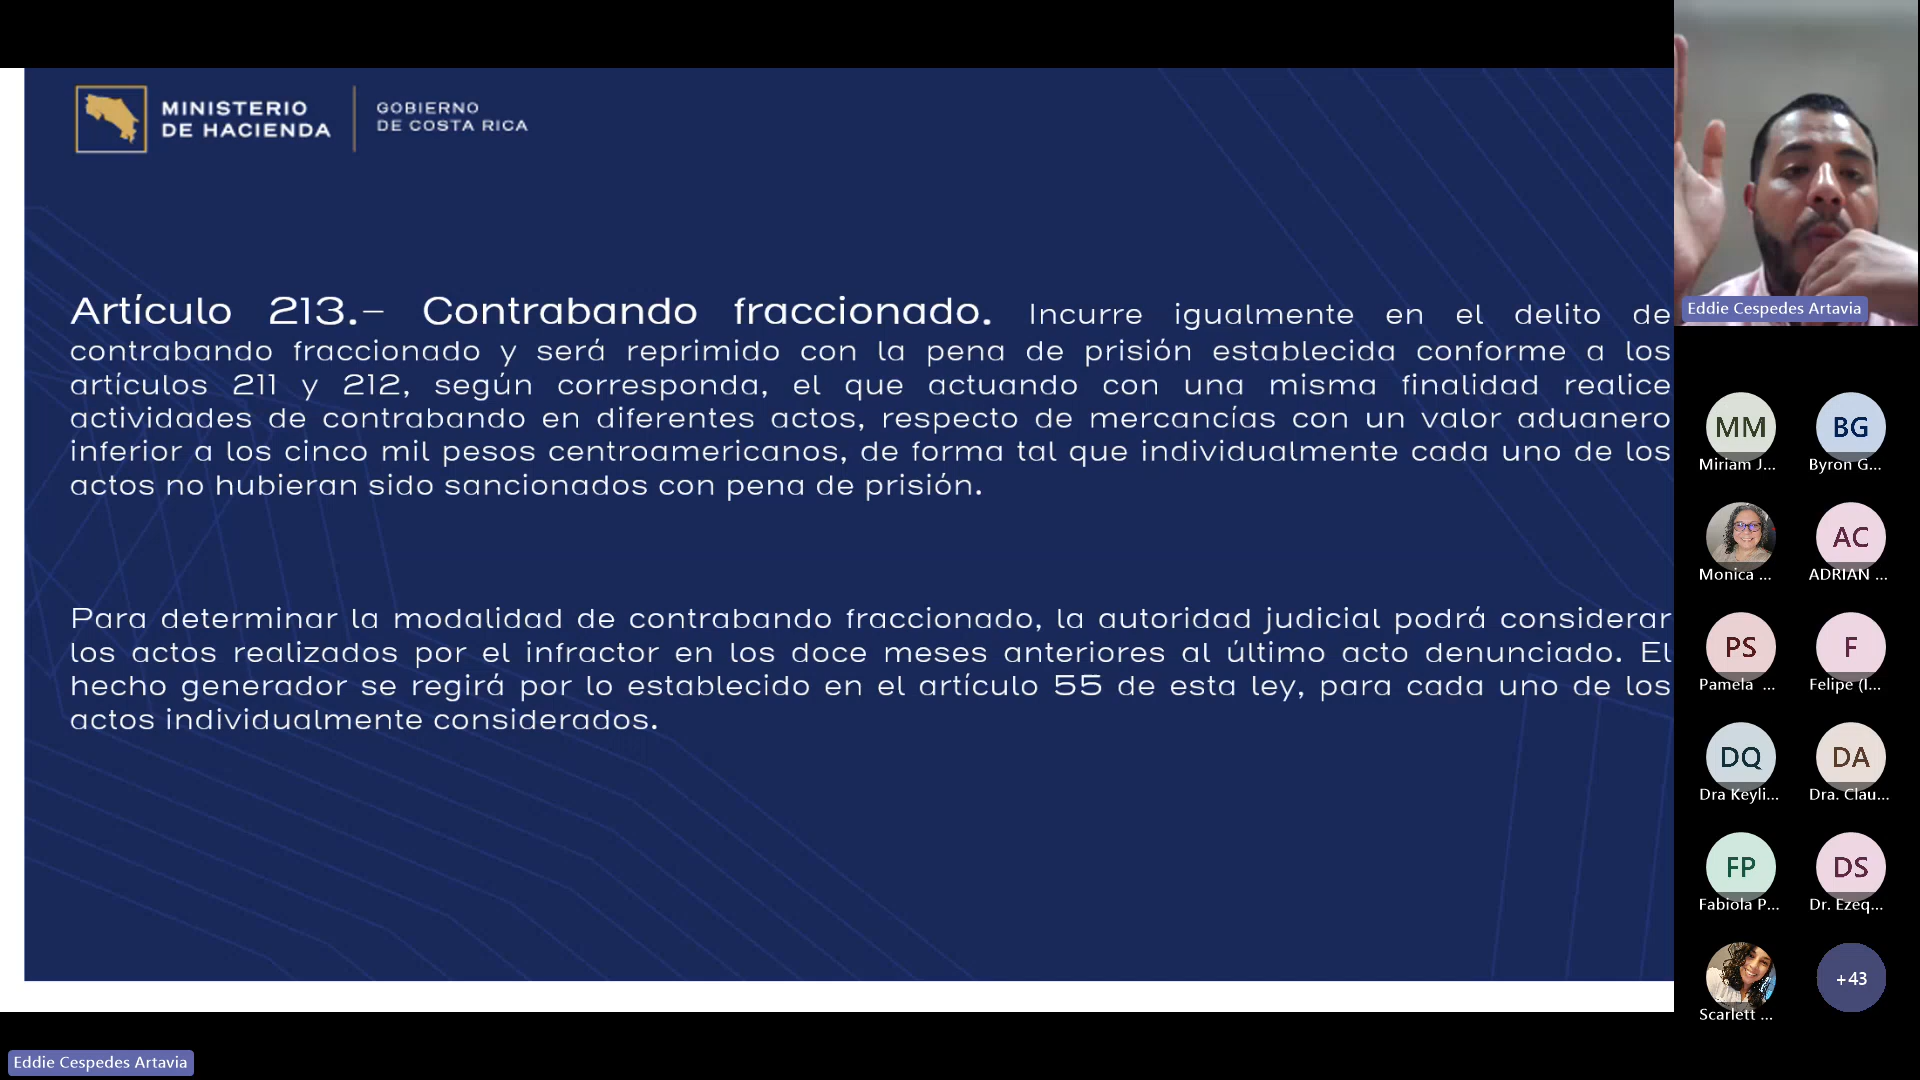 MINISTERIO
DE HACIENDA
GOBIERNO
DE COSTA RICA
Artículo 213.– Contrabando fraccionado. Incurre igualmente en el delito de
contrabando fraccionado y será reprimido con la pena de prisión establecida conforme a los
artículos 211 y 212, según corresponda, el que actuando con una misma finalidad realice
actividades de contrabando en diferentes actos, respecto de mercancías con un valor aduanero
inferior a los cinco mil pesos centroamericanos, de forma tal que individualmente cada uno de los
actos no hubieran sido sancionados con pena de prisión.
Para determinar la modalidad de contrabando fraccionado, la autoridad judicial podrá considerar
los actos realizados por el infractor en los doce meses anteriores al último acto denunciado. El
hecho generador se regirá por lo establecido en el artículo 55 de esta ley, para cada uno de los
actos individualmente considerados.
Eddie Cespedes Artavia
MM
Miriam J...
BG
Byron G...
Monica ...
AC
ADRIAN ...
PS
Pamela ...
F
Felipe (I...
DQ
Dra Keyli...
DA
Dra. Clau...
FP
Fabiola P...
DS
Dr. Ezeq...
Scarlett ...
+43
Eddie Cespedes Artavia